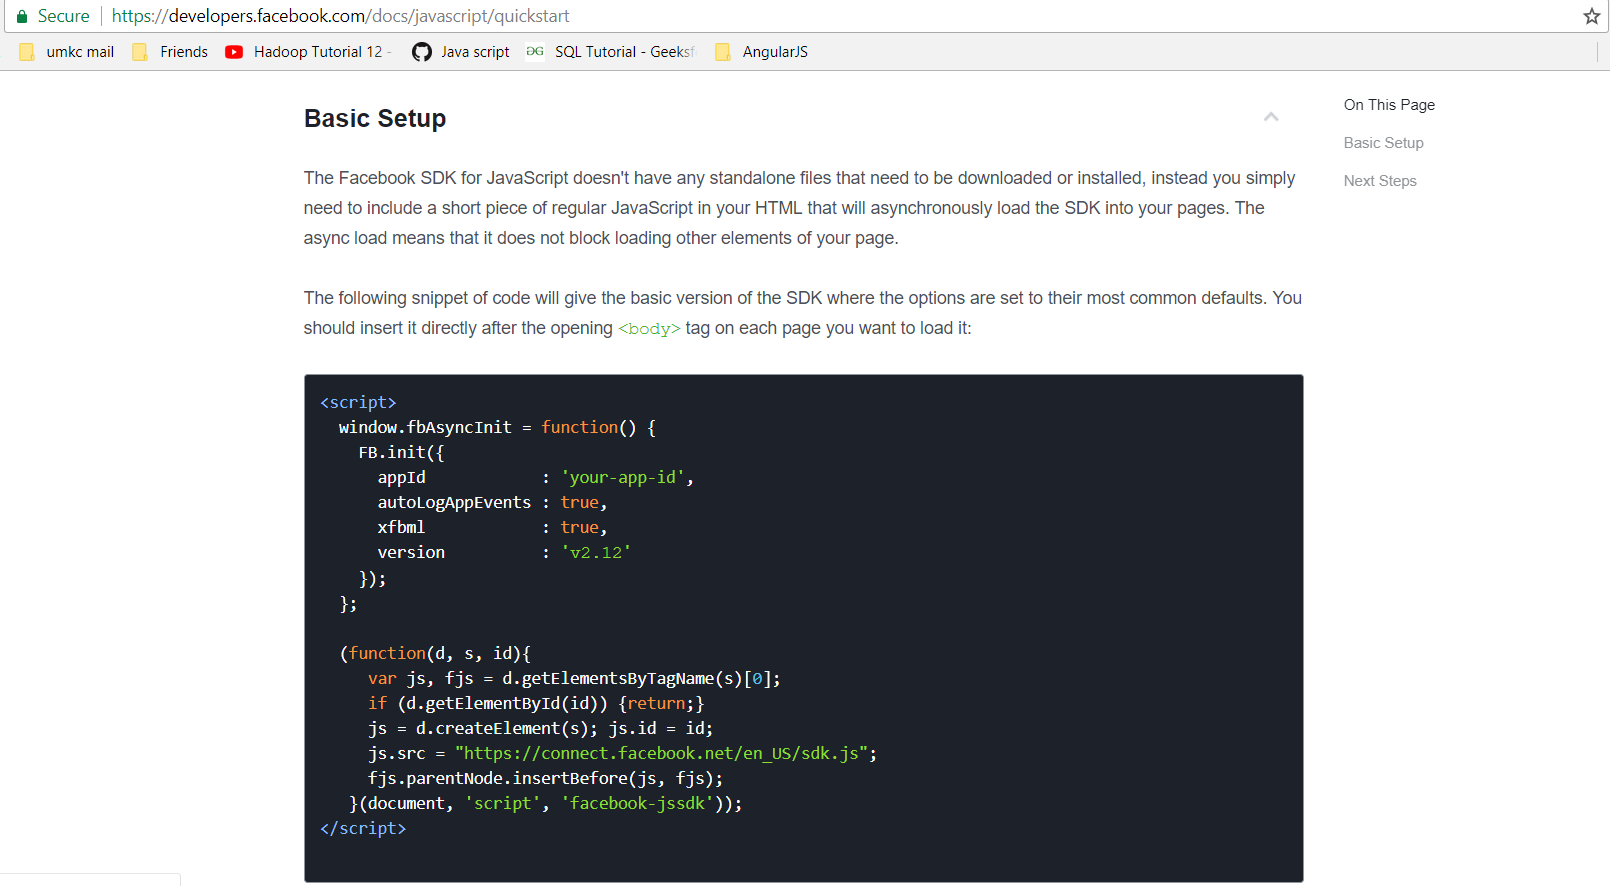 Secure | https://developers.facebook.com/docs/javascript/quickstart
umkc mail Friends Hadoop Tutorial 12 - Java script SQL Tutorial - Geeksf AngularJS
Basic Setup
On This Page
Basic Setup
Next Steps
The Facebook SDK for JavaScript doesn't have any standalone files that need to be downloaded or installed, instead you simply
need to include a short piece of regular JavaScript in your HTML that will asynchronously load the SDK into your pages. The
async load means that it does not block loading other elements of your page.
The following snippet of code will give the basic version of the SDK where the options are set to their most common defaults. You
should insert it directly after the opening <body> tag on each page you want to load it:
<script>
  window.fbAsyncInit = function() {
    FB.init({
      appId            : 'your-app-id',
      autoLogAppEvents : true,
      xfbml            : true,
      version          : 'v2.12'
    });
  };
  (function(d, s, id){
     var js, fjs = d.getElementsByTagName(s)[0];
     if (d.getElementById(id)) {return;}
     js = d.createElement(s); js.id = id;
     js.src = "https://connect.facebook.net/en_US/sdk.js";
     fjs.parentNode.insertBefore(js, fjs);
   }(document, 'script', 'facebook-jssdk'));
</script>